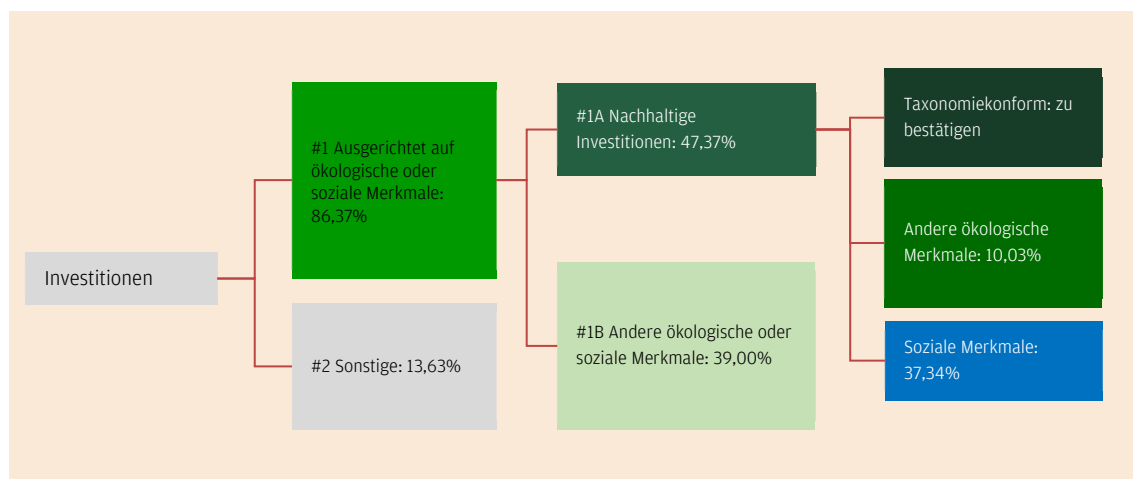 Investitionen
#1 Ausgerichtet auf
ökologische oder
soziale Merkmale:
86,37%
#2 Sonstige: 13,63%
#1A Nachhaltige
Investitionen: 47,37%
#1B Andere ökologische oder
soziale Merkmale: 39,00%
Taxonomiekonform: zu
bestätigen
Andere ökologische
Merkmale: 10,03%
Soziale Merkmale:
37,34%